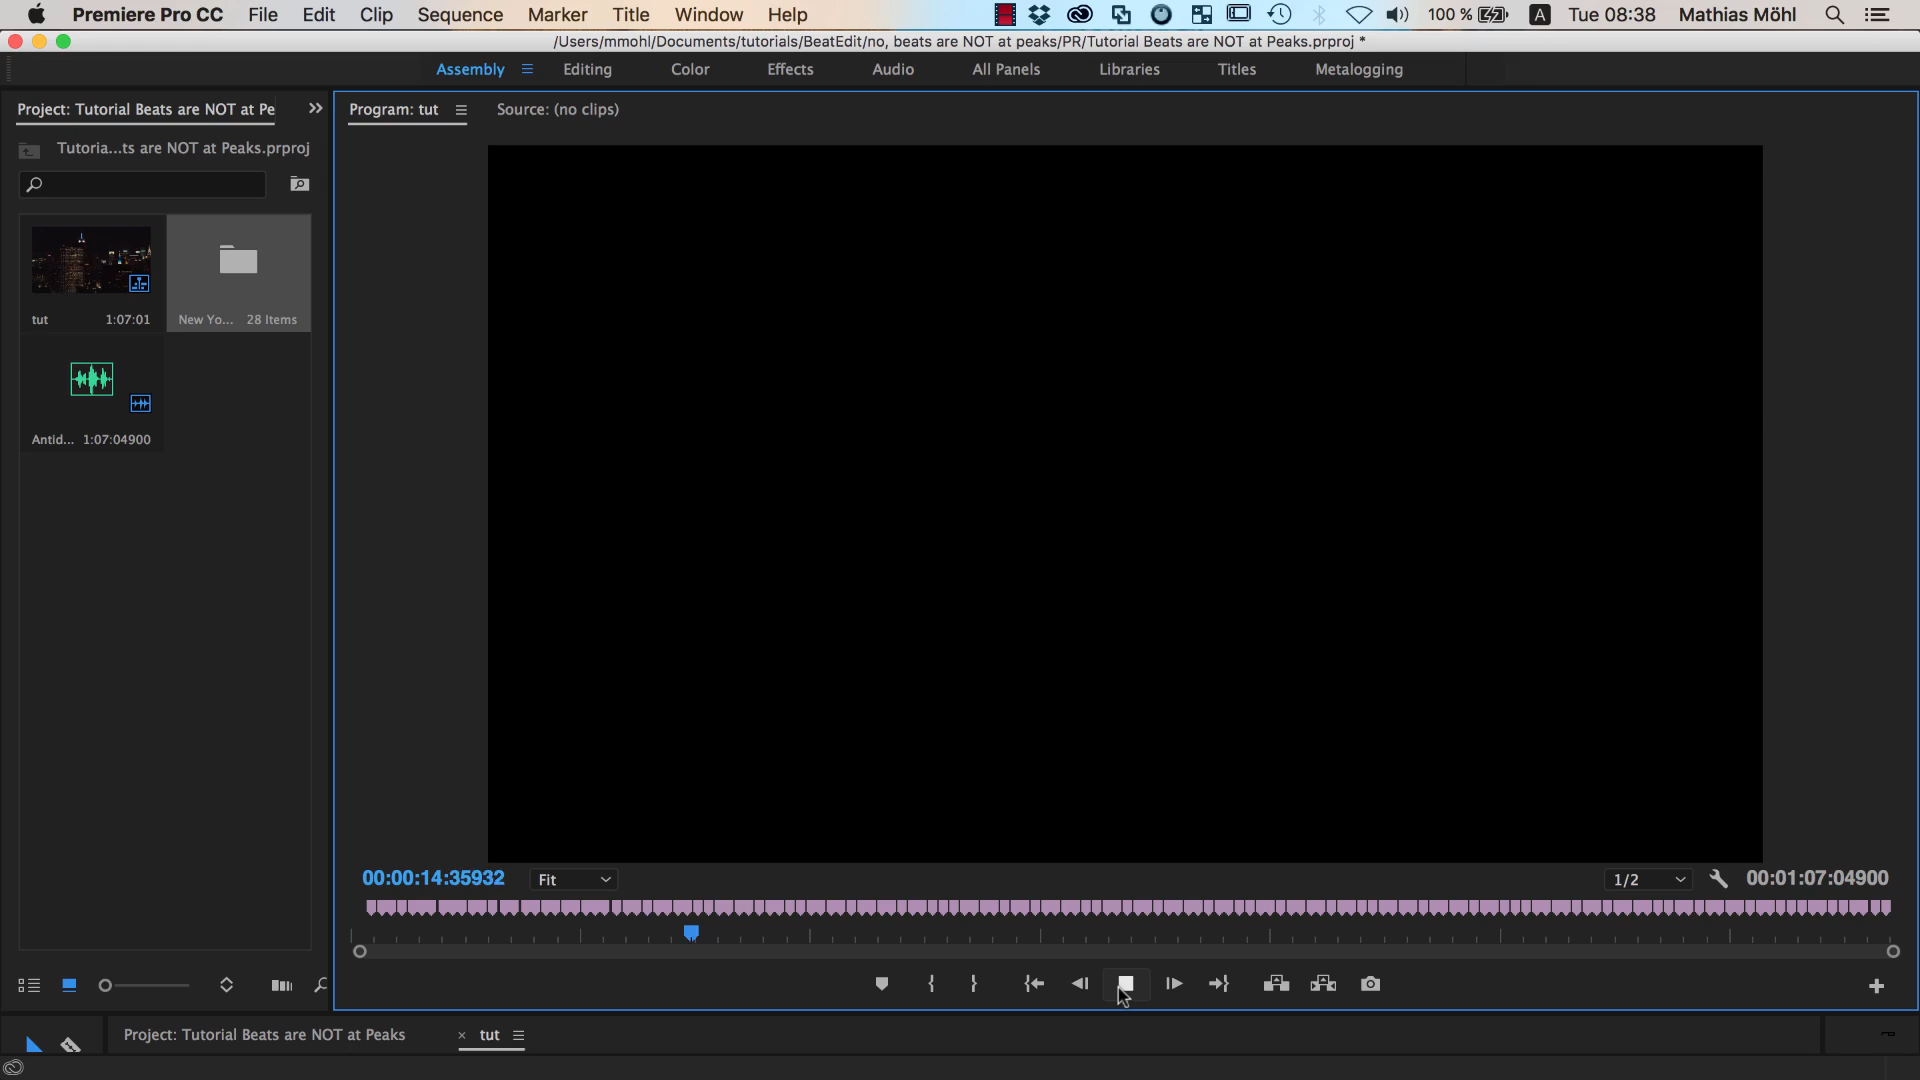 Premiere Pro CC File Edit Clip Sequence Marker Title Window Help 100 % A Tue 08:38 Mathias Möhl
/Users/mmohl/Documents/tutorials/BeatEdit/no, beats are NOT at peaks/PR/Tutorial Beats are NOT at Peaks.prproj *
Assembly Editing Color Effects Audio All Panels Libraries Titles Metalogging
Project: Tutorial Beats are NOT at Pe
Program: tut Source: (no clips)
Tutoria...ts are NOT at Peaks.prproj
tut 1:07:01 New Yo... 28 Items
Antid... 1:07:04900
00:00:14:35932 Fit 1/2 00:01:07:04900
Project: Tutorial Beats are NOT at Peaks × tut